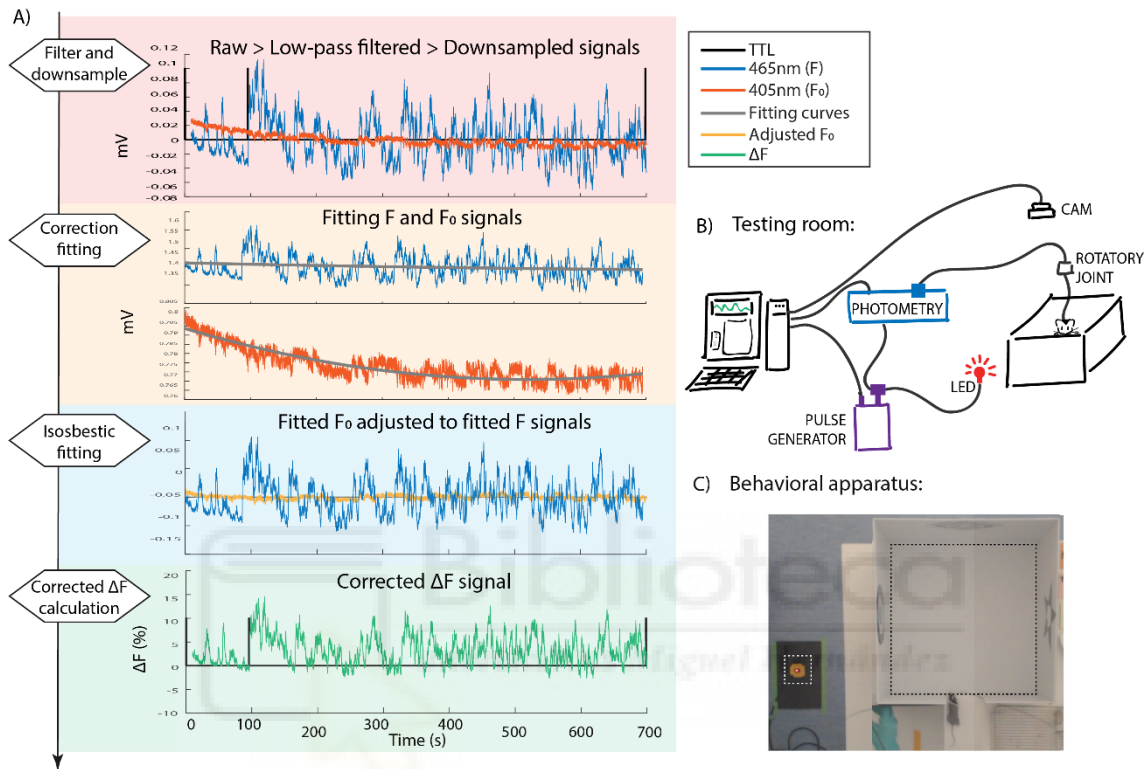 A)
Filter and
downsample
Raw > Low-pass filtered > Downsampled signals
0.12
0.1
0.08
0.06
0.04
0.02
0
-0.02
-0.04
-0.06
-0.08
mV
Correction
fitting
Fitting F and F₀ signals
1.6
1.55
1.5
1.45
1.4
1.35
mV
0.8
0.77
0.765
0.76
Isosbestic
fitting
Fitted F₀ adjusted to fitted F signals
0.1
0.05
0
-0.05
-0.1
-0.15
Corrected ΔF
calculation
Corrected ΔF signal
20
15
10
5
0
-5
-10
ΔF (%)
0 100 200 300 400 500 600 700
Time (s)
TTL
465nm (F)
405nm (F₀)
Fitting curves
Adjusted F₀
ΔF
B) Testing room:
CAM
ROTATORY
JOINT
PHOTOMETRY
LED
PULSE
GENERATOR
C) Behavioral apparatus:
Biblioteca